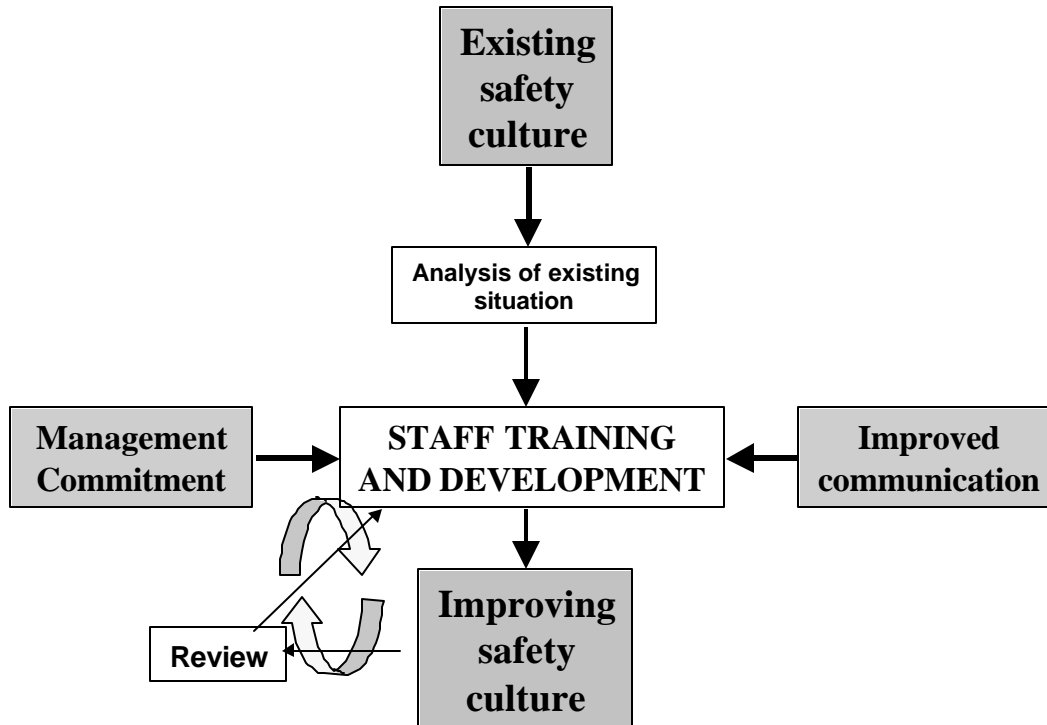 Existing
safety
culture
Analysis of existing
situation
Management
Commitment
STAFF TRAINING
AND DEVELOPMENT
Improved
communication
Improving
safety
culture
Review